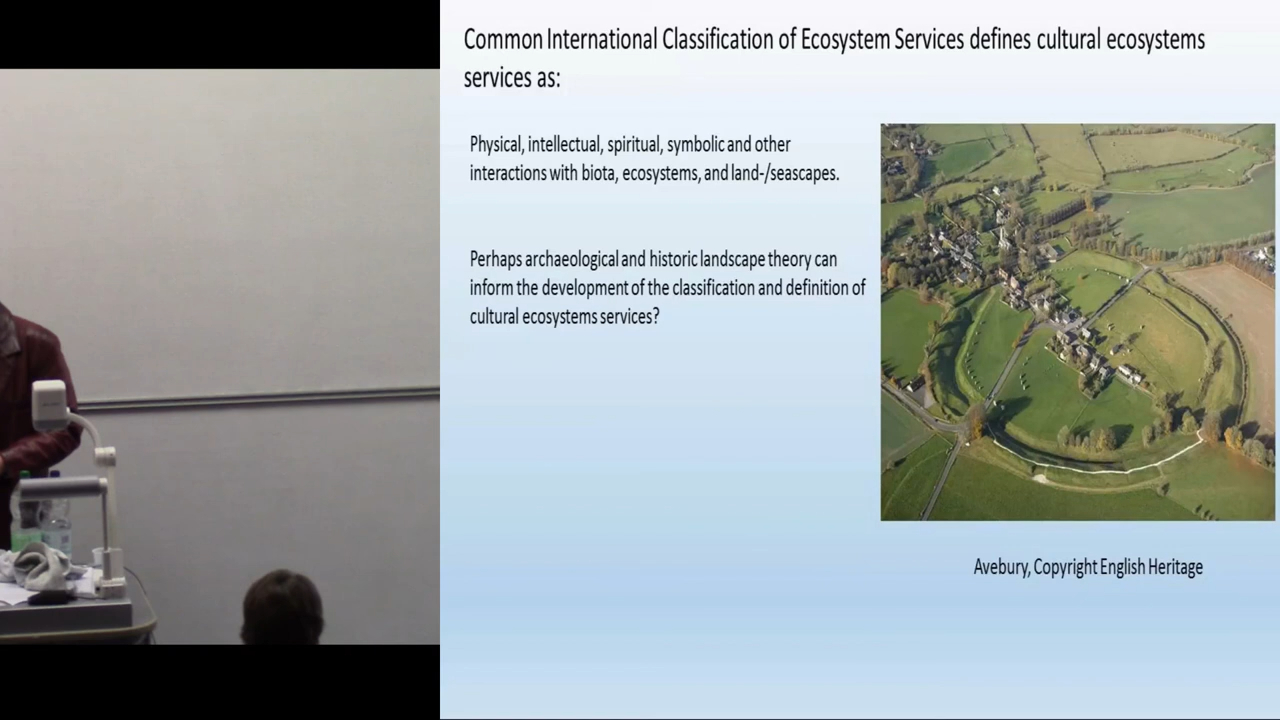 Common International Classification of Ecosystem Services defines cultural ecosystems
services as:
Physical, intellectual, spiritual, symbolic and other
interactions with biota, ecosystems, and land-/seascapes.
Perhaps archaeological and historic landscape theory can
inform the development of the classification and definition of
cultural ecosystems services?
Avebury, Copyright English Heritage